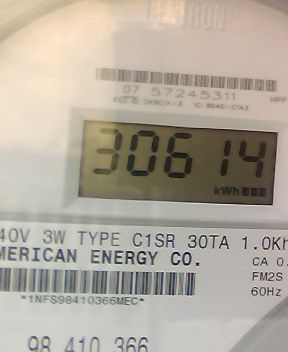 CENTRON
07 57245311
30614
kWh
40V 3W TYPE C1SR 30TA 1.0Kh
MERICAN ENERGY CO.
CA 0.
FM2S
*1NFS98410366MEC*
60Hz
98 410 366